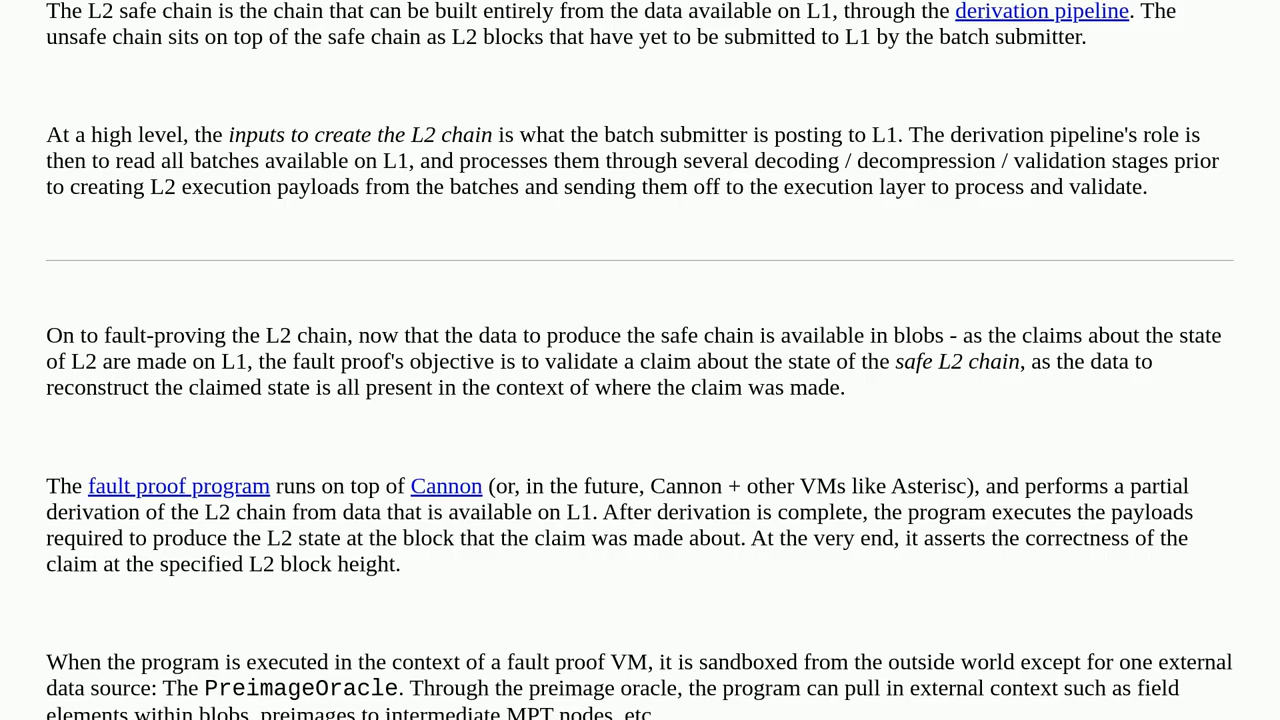 The L2 safe chain is the chain that can be built entirely from the data available on L1, through the derivation pipeline. The
unsafe chain sits on top of the safe chain as L2 blocks that have yet to be submitted to L1 by the batch submitter.
At a high level, the inputs to create the L2 chain is what the batch submitter is posting to L1. The derivation pipeline's role is
then to read all batches available on L1, and processes them through several decoding / decompression / validation stages prior
to creating L2 execution payloads from the batches and sending them off to the execution layer to process and validate.
On to fault-proving the L2 chain, now that the data to produce the safe chain is available in blobs - as the claims about the state
of L2 are made on L1, the fault proof's objective is to validate a claim about the state of the safe L2 chain, as the data to
reconstruct the claimed state is all present in the context of where the claim was made.
The fault proof program runs on top of Cannon (or, in the future, Cannon + other VMs like Asterisc), and performs a partial
derivation of the L2 chain from data that is available on L1. After derivation is complete, the program executes the payloads
required to produce the L2 state at the block that the claim was made about. At the very end, it asserts the correctness of the
claim at the specified L2 block height.
When the program is executed in the context of a fault proof VM, it is sandboxed from the outside world except for one external
data source: The PreimageOracle. Through the preimage oracle, the program can pull in external context such as field
elements within blobs, preimages to intermediate MPT nodes, etc.